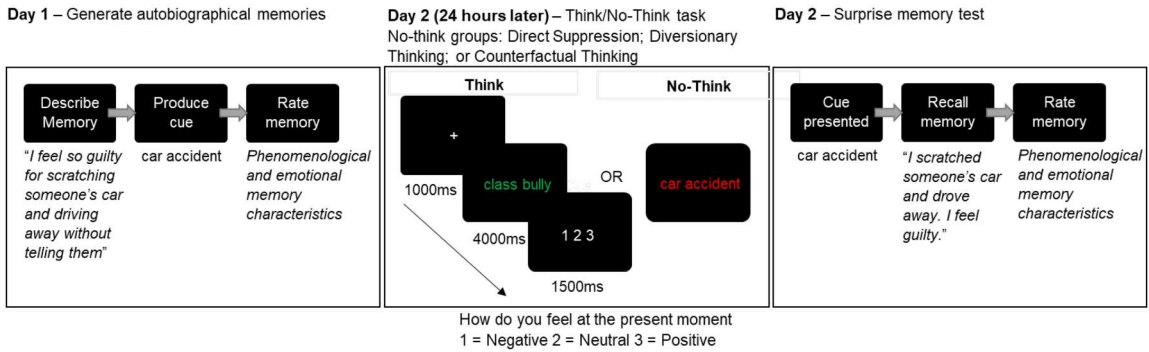 Day 1 – Generate autobiographical memories
Describe
Memory
Produce
cue
Rate
memory
"I feel so guilty
for scratching
someone's car
and driving
away without
telling them"
car accident
Phenomenological
and emotional
memory
characteristics
Day 2 (24 hours later) – Think/No-Think task
No-think groups: Direct Suppression; Diversionary
Thinking; or Counterfactual Thinking
Think
No-Think
+
1000ms
class bully
4000ms
1 2 3
1500ms
OR
car accident
How do you feel at the present moment
1 = Negative 2 = Neutral 3 = Positive
Day 2 – Surprise memory test
Cue
presented
Recall
memory
Rate
memory
car accident
"I scratched
someone's car
and drove
away. I feel
guilty."
Phenomenological
and emotional
memory
characteristics